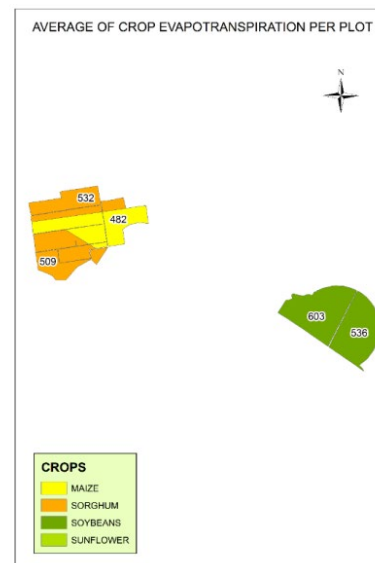 AVERAGE OF CROP EVAPOTRANSPIRATION PER PLOT
N
532
482
509
603
536
CROPS
MAIZE
SORGHUM
SOYBEANS
SUNFLOWER